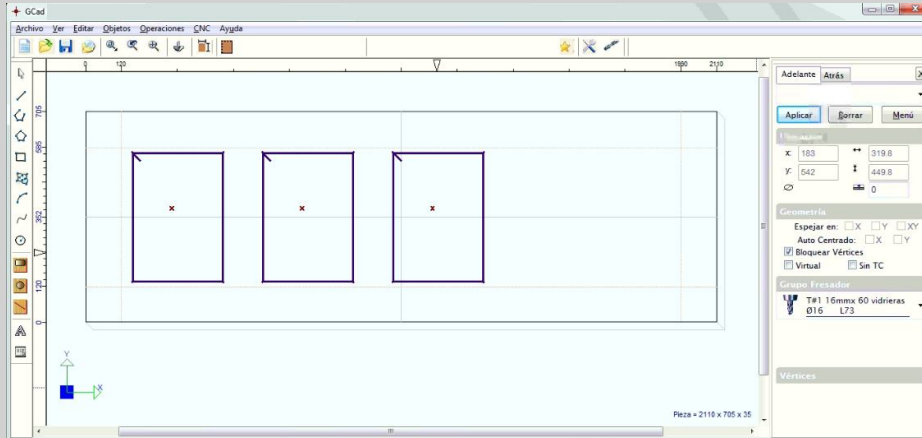 GCad
Archivo Ver Editar Objetos Operaciones CNC Ayuda
0 120 1990 2110
Adelante Atrás
705
Aplicar Borrar Menú
585
x: 183 319.8
y: 542 449.8
0
352
Geometría
Espejar en: X Y XY
Auto Centrado: X Y
Bloquear Vértices
Virtual Sin TC
120
Grupo Fresador
T#1 16mmx 60 vidrieras
Ø16 L73
0
A
Y
X
Vértices
Pieza = 2110 x 705 x 35